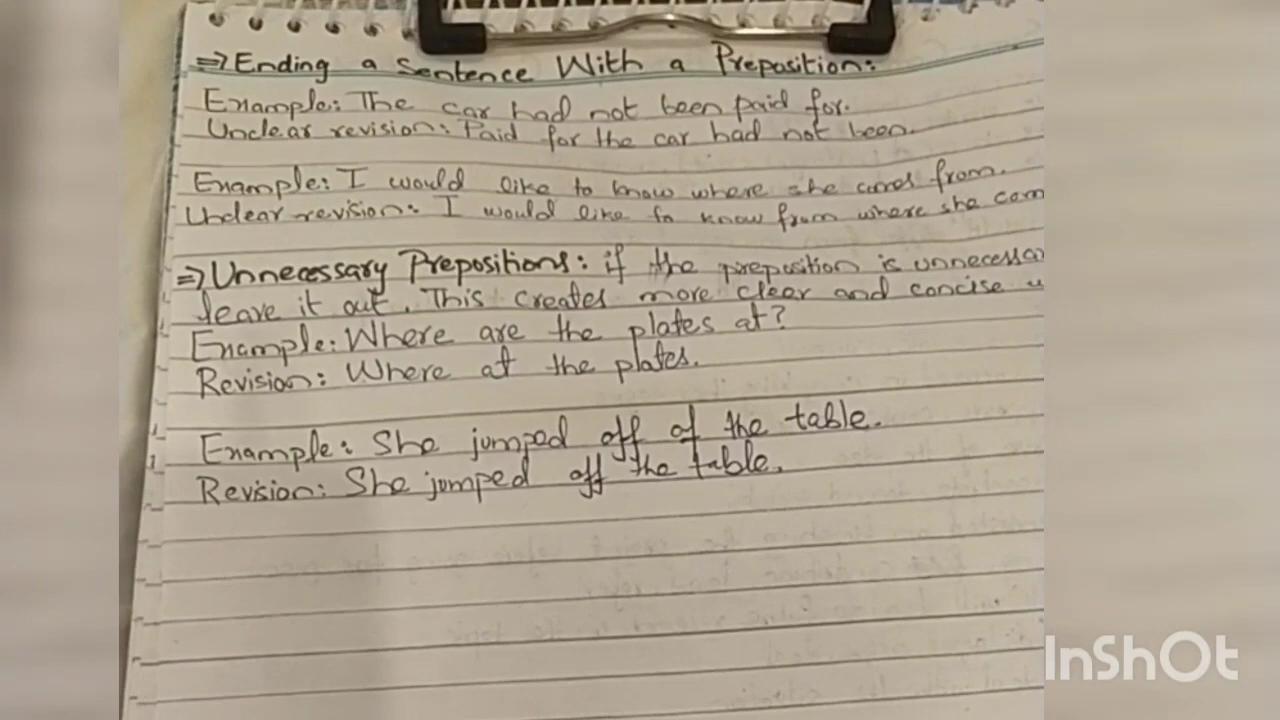 ⇒ Ending a Sentence With a Preposition:
Example: The car had not been paid for.
Unclear revision: Paid for the car had not been.
Example: I would like to know where she comes from.
Unclear revision: I would like to know from where she com
⇒ Unnecessary Prepositions: if the preposition is unnecessar
leave it out. This creates more clear and concise
Example: Where are the plates at?
Revision: Where at the plates.
Example: She jumped off of the table.
Revision: She jumped off the table.
InShOt